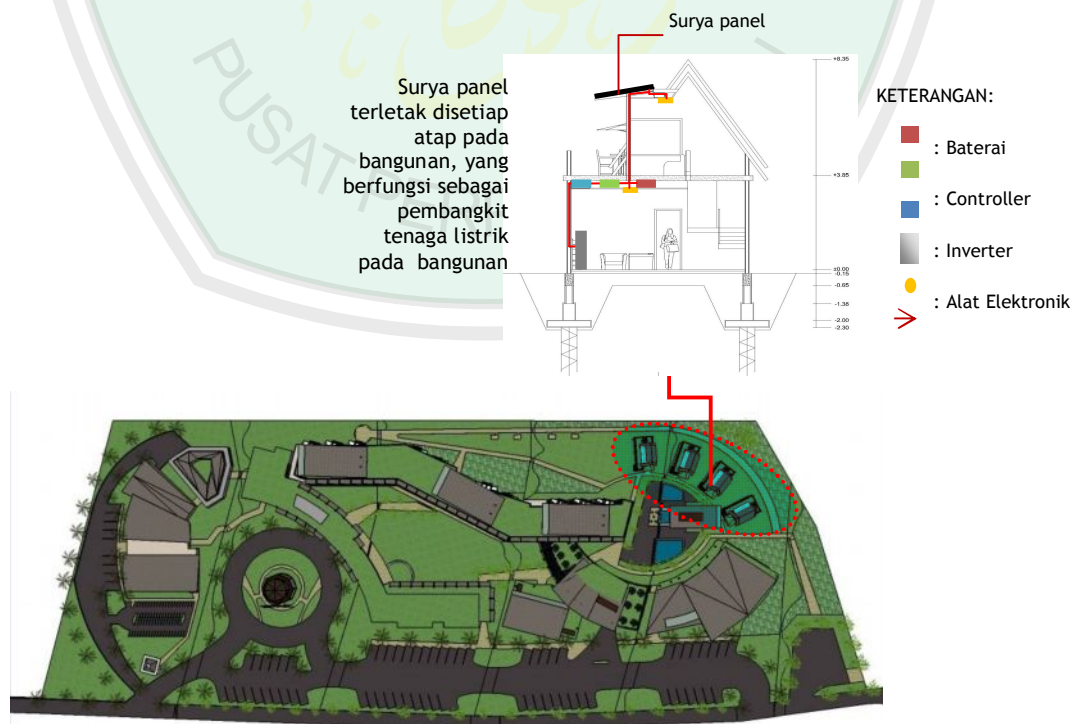 Surya panel
Surya panel
terletak disetiap
atap pada
bangunan, yang
berfungsi sebagai
pembangkit
tenaga listrik
pada bangunan
+8.35
+3.85
±0.00
-0.15
-0.65
-1.36
-2.00
-2.30
KETERANGAN:
: Baterai
: Controller
: Inverter
: Alat Elektronik
PUSAT